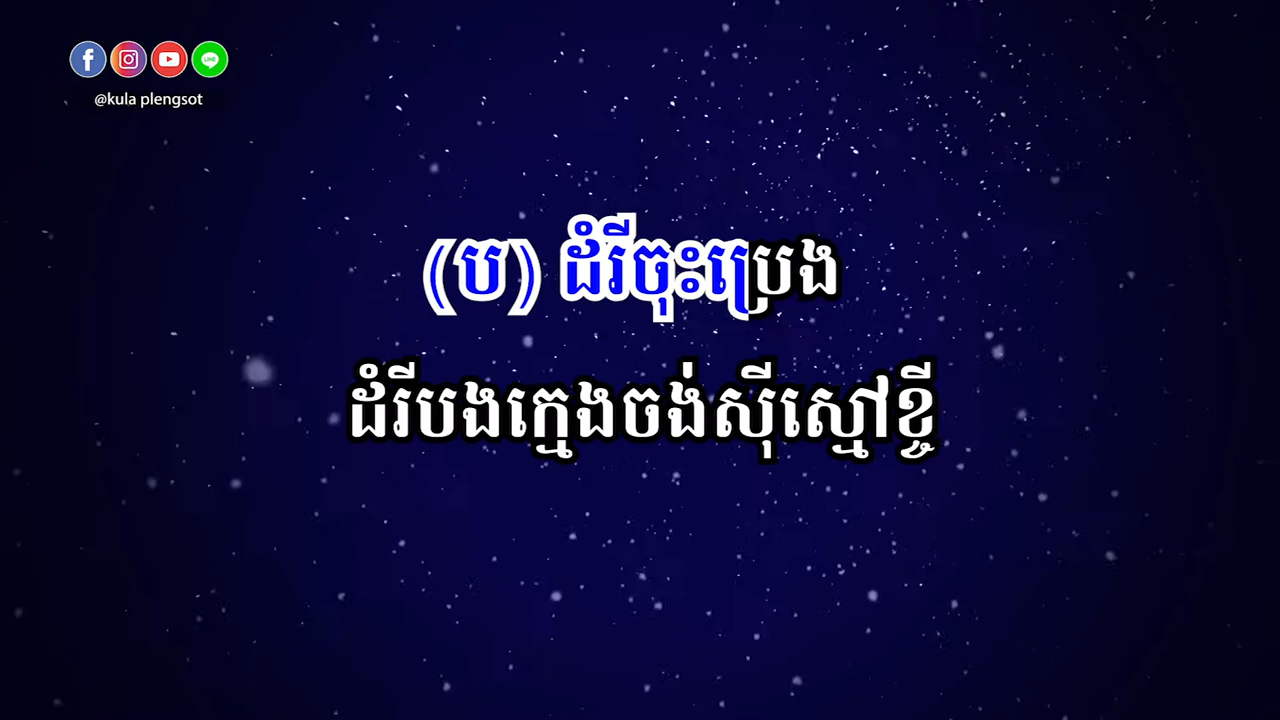 @kula plengsot
(ប) ដំរីចុះប្រេង
ដំរីបងក្មេងចង់ស៊ីស្មៅខ្ចី